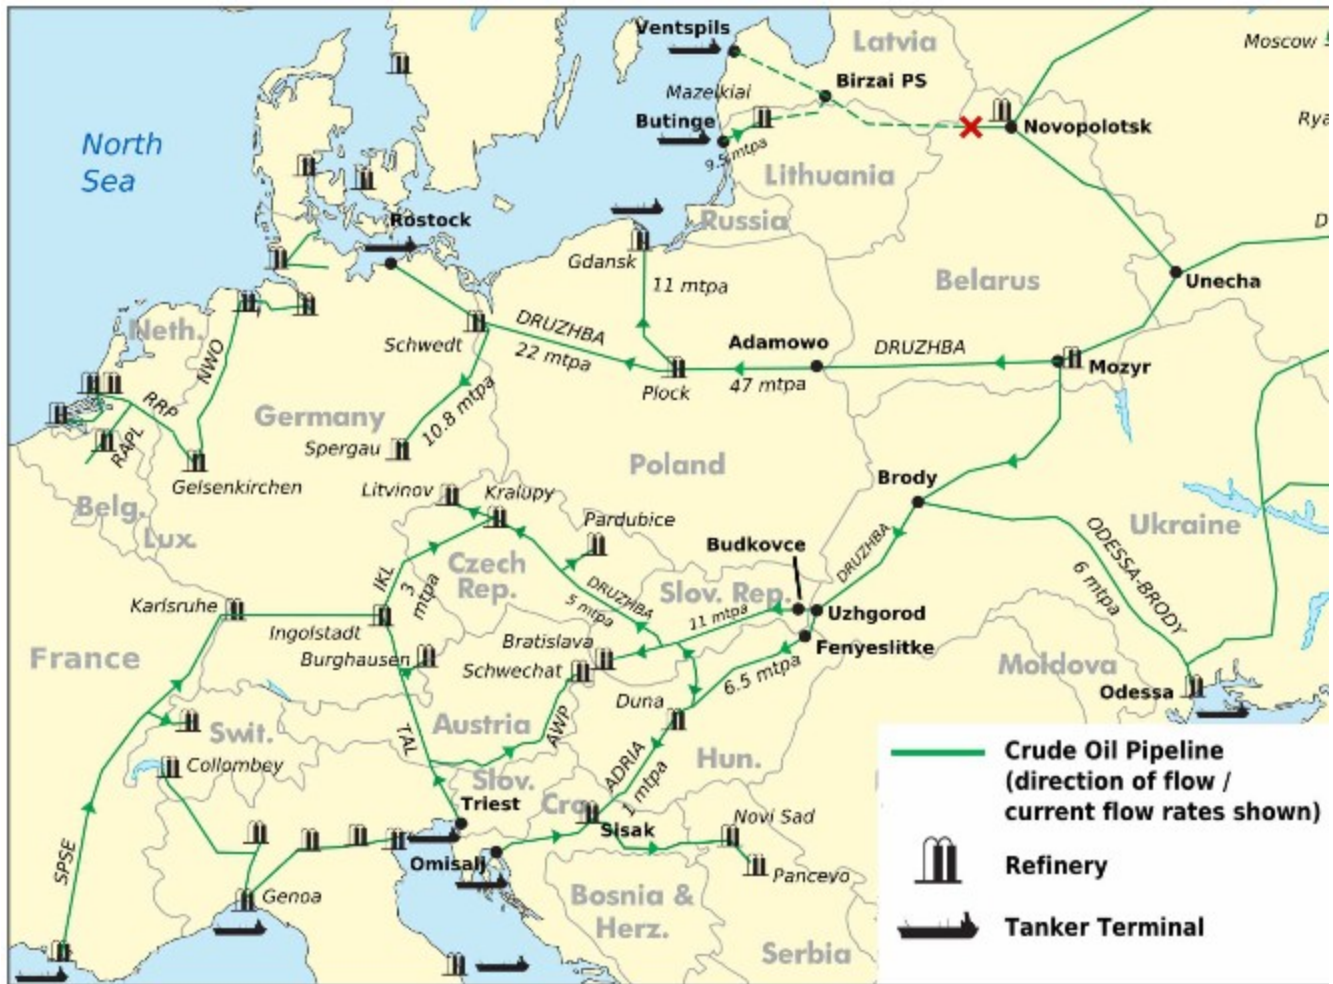 Ventspils
Latvia
Moscow
Mazeikiai
Birzai PS
Butinge
Novopolotsk
9.5 mtpa
North
Sea
Lithuania
Russia
Rostock
Gdansk
11 mtpa
Belarus
Unecha
Neth.
NWO
Schwedt
DRUZHBA
22 mtpa
Adamowo
DRUZHBA
Mozyr
Plock
47 mtpa
RRP
RAPL
Germany
10.8 mtpa
Spergau
Gelsenkirchen
Poland
Belg.
Lux.
Litvinov
Kralupy
Pardubice
Brody
Ukraine
Czech
Rep.
Budkovce
DRUZHBA
ODESSA-BRODY
6 mtpa
IKL
3
mtpa
DRUZHBA
5 mtpa
Slov. Rep.
11 mtpa
Karlsruhe
Ingolstadt
Uzhgorod
Bratislava
Fenyeslitke
France
Burghausen
Schwechat
6.5 mtpa
Moldova
Duna
Odessa
Swit.
TAL
Austria
AWP
Hun.
Collombey
Slov.
ADRIA
1 mtpa
Cro.
Triest
Sisak
Novi Sad
SPSE
Omisalj
Pancevo
Genoa
Bosnia &
Herz.
Serbia
Crude Oil Pipeline
(direction of flow /
current flow rates shown)
Refinery
Tanker Terminal